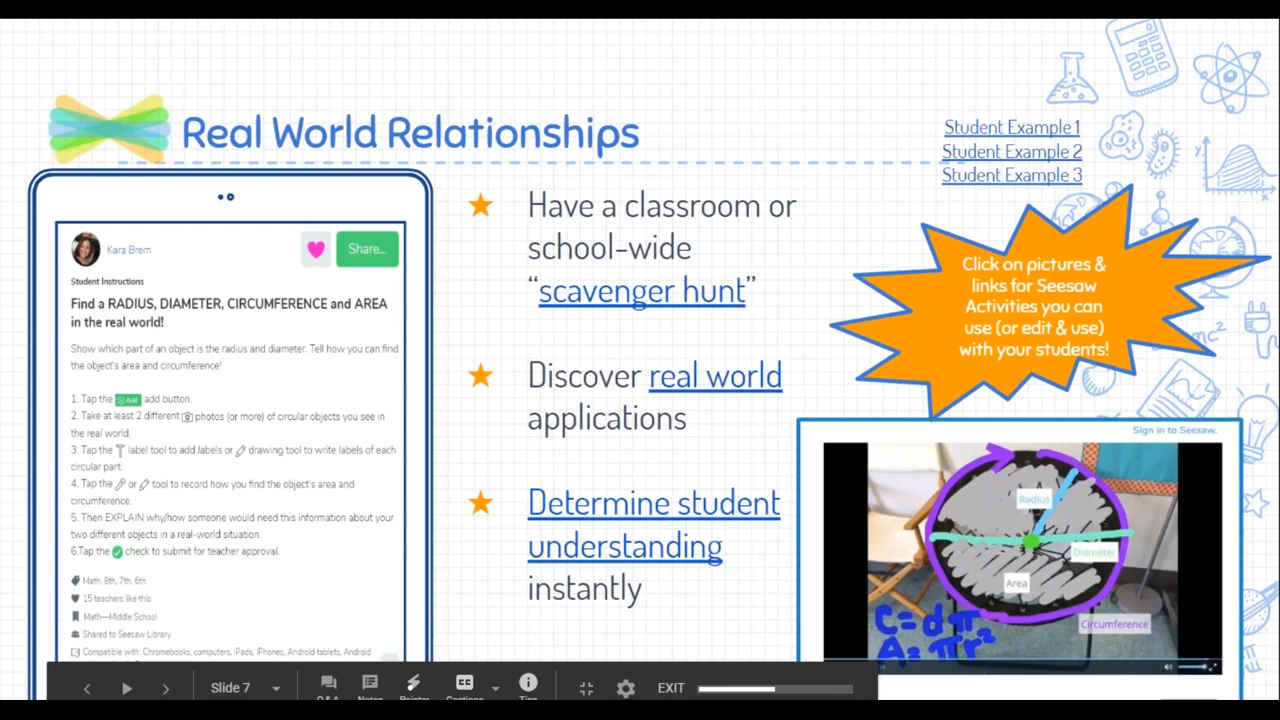 Real World Relationships
Student Example 1
Student Example 2
Student Example 3
Kara Brem
Share...
Student Instructions
Find a RADIUS, DIAMETER, CIRCUMFERENCE and AREA
in the real world!
Show which part of an object is the radius and diameter. Tell how you can find
the object's area and circumference!
1. Tap the Add add button.
2. Take at least 2 different photos (or more) of circular objects you see in
the real world.
3. Tap the label tool to add labels or drawing tool to write labels of each
circular part.
4. Tap the or tool to record how you find the object's area and
circumference.
5. Then EXPLAIN why/how someone would need this information about your
two different objects in a real-world situation.
6.Tap the check to submit for teacher approval.
Math, 8th, 7th, 6th
15 teachers like this
Math—Middle School
Shared to Seesaw Library
Compatible with: Chromebooks, computers, iPads, iPhones, Android tablets, Android
Have a classroom or
school-wide
“scavenger hunt”
Discover real world
applications
Determine student
understanding
instantly
Click on pictures &
links for Seesaw
Activities you can
use (or edit & use)
with your students!
Sign in to Seesaw.
Radius
Diameter
Area
Circumference
C=dπ
A=πr²
Slide 7
EXIT